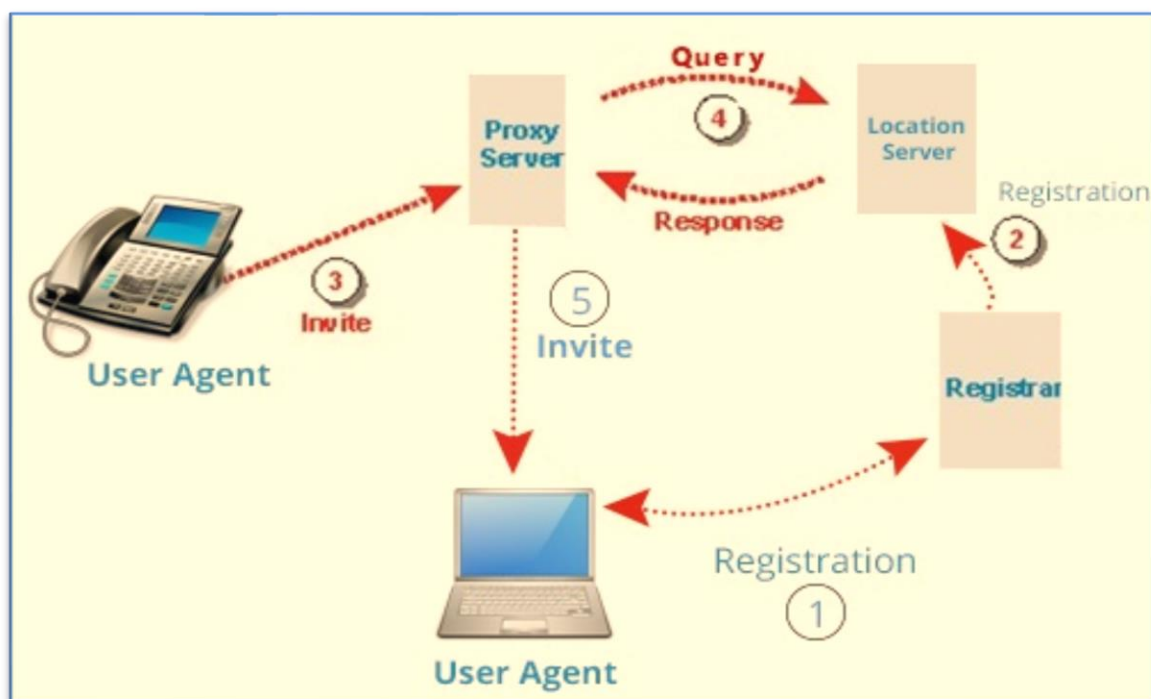 Query
4
Proxy
Server
Location
Server
Response
Registration
2
3
Invite
5
Invite
User Agent
Registrar
Registration
1
User Agent